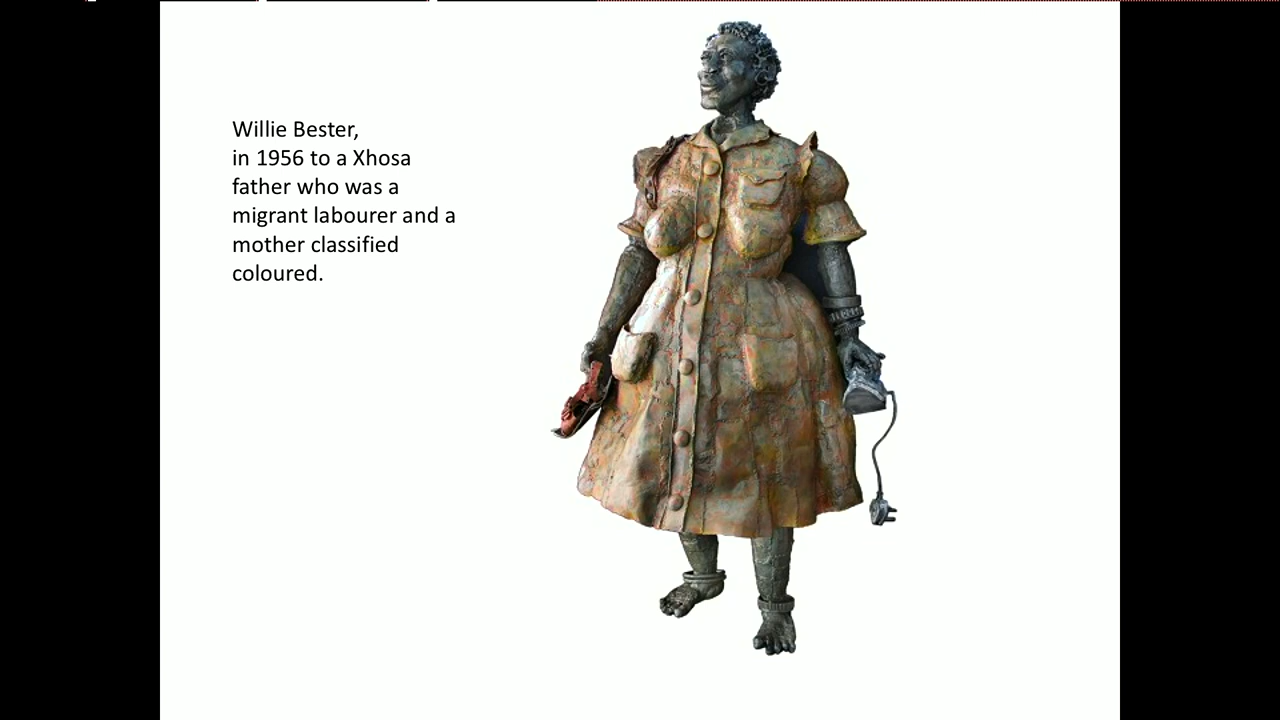 Willie Bester,
in 1956 to a Xhosa
father who was a
migrant labourer and a
mother classified
coloured.